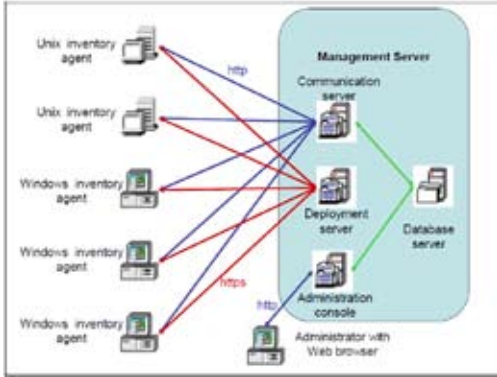 Unix inventory
agent
http
Management Server
Communication
server
Unix inventory
agent
Windows inventory
agent
Deployment
server
Database
server
Windows inventory
agent
https
Administration
console
http
Windows inventory
agent
Administrator with
Web browser